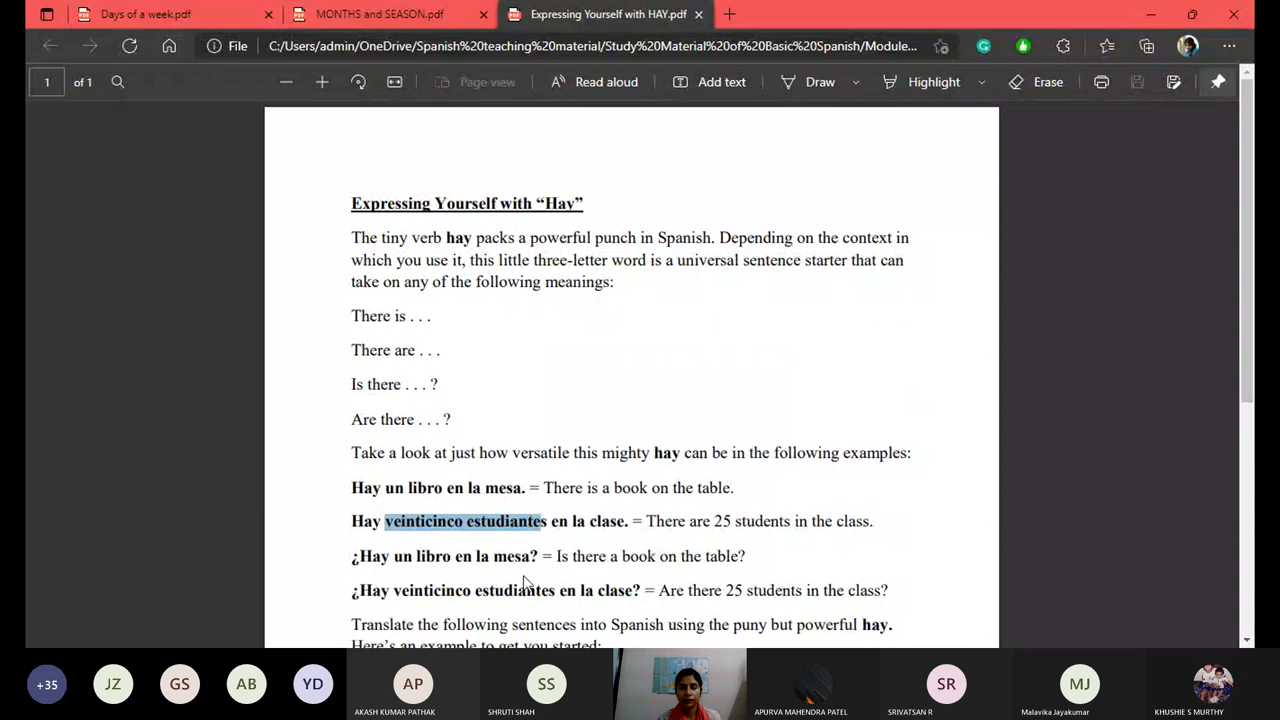 Days of a week.pdf
MONTHS and SEASON.pdf
Expressing Yourself with HAY.pdf
File
C:/Users/admin/OneDrive/Spanish%20teaching%20material/Study%20Material%20of%20Basic%20Spanish/Module...
1 of 1
Page view
Read aloud
Add text
Draw
Highlight
Erase
Expressing Yourself with “Hay”
The tiny verb hay packs a powerful punch in Spanish. Depending on the context in
which you use it, this little three-letter word is a universal sentence starter that can
take on any of the following meanings:
There is . . .
There are . . .
Is there . . . ?
Are there . . . ?
Take a look at just how versatile this mighty hay can be in the following examples:
Hay un libro en la mesa. = There is a book on the table.
Hay veinticinco estudiantes en la clase. = There are 25 students in the class.
¿Hay un libro en la mesa? = Is there a book on the table?
¿Hay veinticinco estudiantes en la clase? = Are there 25 students in the class?
Translate the following sentences into Spanish using the puny but powerful hay.
Here’s an example to get you started:
+35
JZ
GS
AB
YD
AP
SS
SR
MJ
AKASH KUMAR PATHAK
SHRUTI SHAH
APURVA MAHENDRA PATEL
SRIVATSAN R
Malavika Jayakumar
KHUSHIE S MURTHY